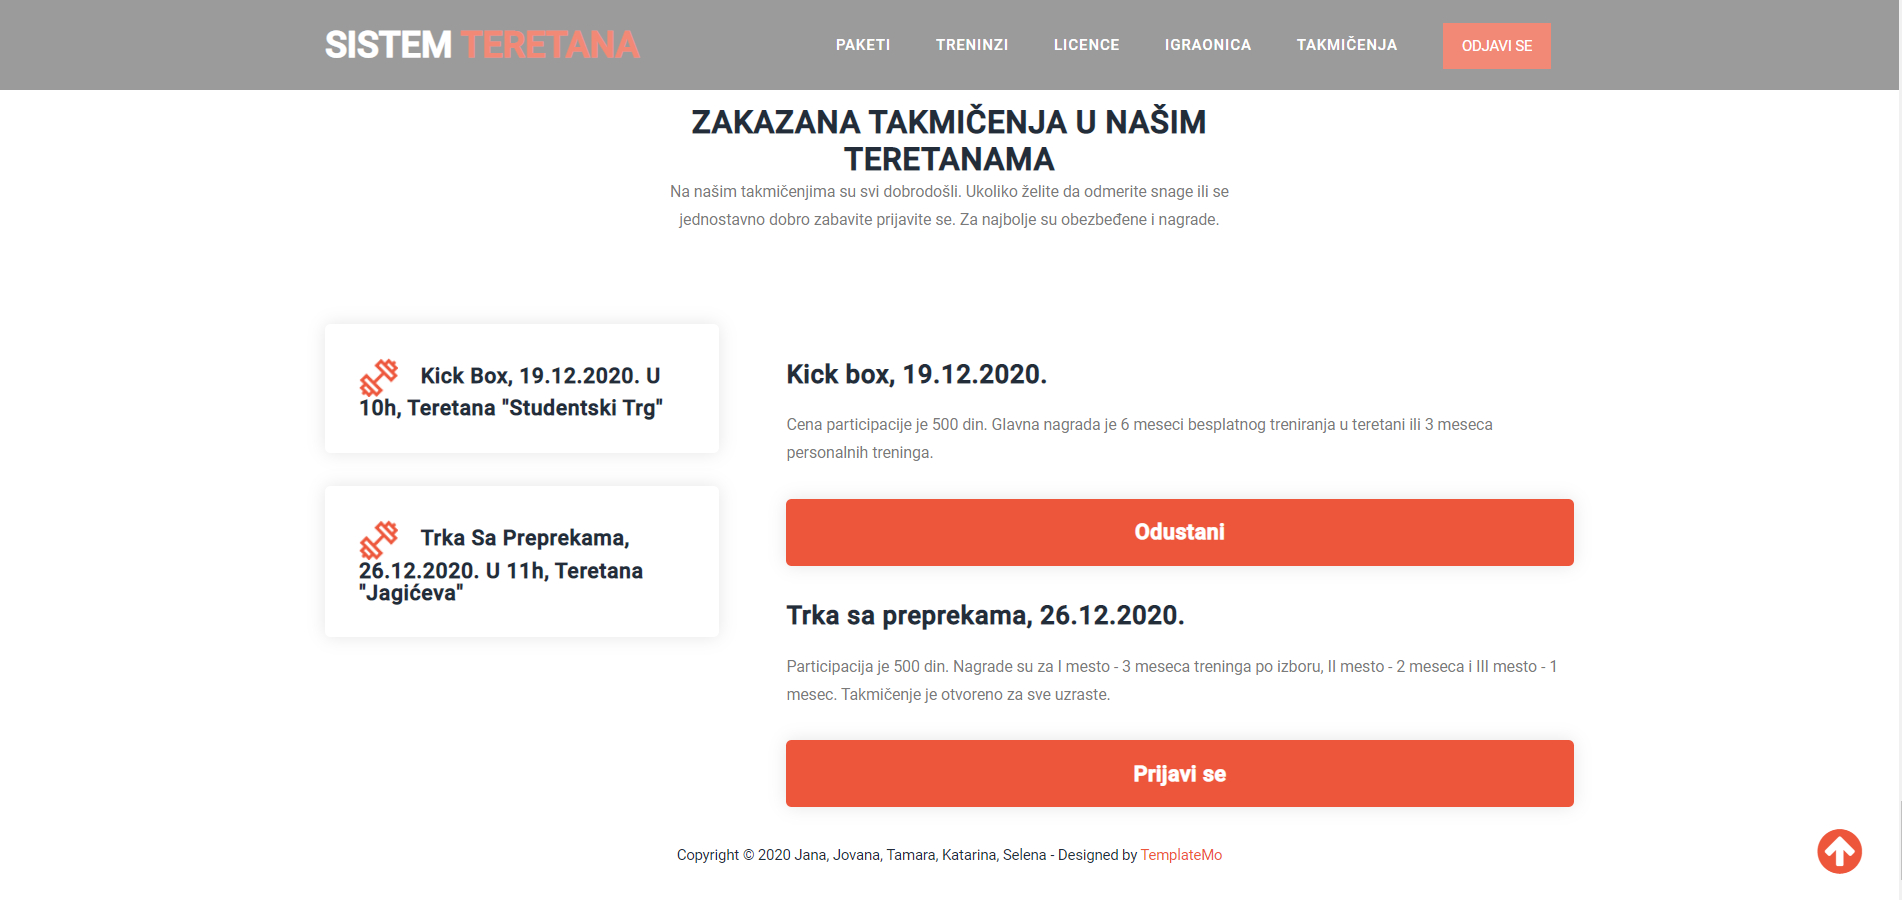 SISTEM TERETANA
PAKETI
TRENINZI
LICENCE
IGRAONICA
TAKMIČENJA
ODJAVI SE
ZAKAZANA TAKMIČENJA U NAŠIM
TERETANAMA
Na našim takmičenjima su svi dobrodošli. Ukoliko želite da odmerite snage ili se
jednostavno dobro zabavite prijavite se. Za najbolje su obezbeđene i nagrade.
Kick Box, 19.12.2020. U
10h, Teretana "Studentski Trg"
Trka Sa Preprekama,
26.12.2020. U 11h, Teretana
"Jagićeva"
Kick box, 19.12.2020.
Cena participacije je 500 din. Glavna nagrada je 6 meseci besplatnog treniranja u teretani ili 3 meseca
personalnih treninga.
Odustani
Trka sa preprekama, 26.12.2020.
Participacija je 500 din. Nagrade su za I mesto - 3 meseca treninga po izboru, II mesto - 2 meseca i III mesto - 1
mesec. Takmičenje je otvoreno za sve uzraste.
Prijavi se
Copyright © 2020 Jana, Jovana, Tamara, Katarina, Selena - Designed by TemplateMo